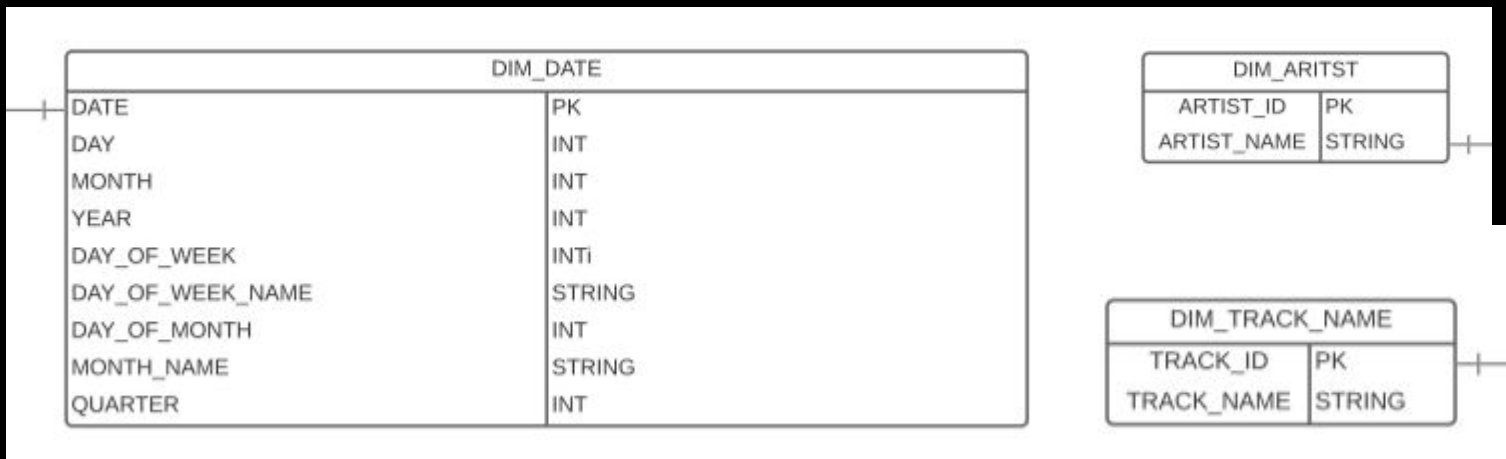 DIM_DATE
DATE PK
DAY INT
MONTH INT
YEAR INT
DAY_OF_WEEK INTi
DAY_OF_WEEK_NAME STRING
DAY_OF_MONTH INT
MONTH_NAME STRING
QUARTER INT
DIM_ARITST
ARTIST_ID PK
ARTIST_NAME STRING
DIM_TRACK_NAME
TRACK_ID PK
TRACK_NAME STRING